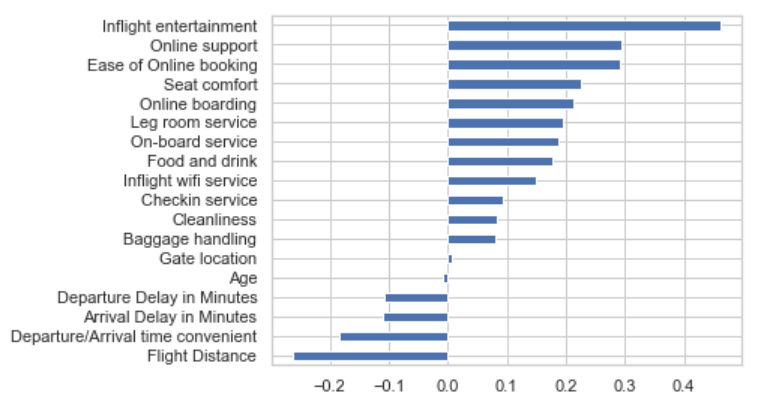 Inflight entertainment
Online support
Ease of Online booking
Seat comfort
Online boarding
Leg room service
On-board service
Food and drink
Inflight wifi service
Checkin service
Cleanliness
Baggage handling
Gate location
Age
Departure Delay in Minutes
Arrival Delay in Minutes
Departure/Arrival time convenient
Flight Distance
−0.2 −0.1 0.0 0.1 0.2 0.3 0.4